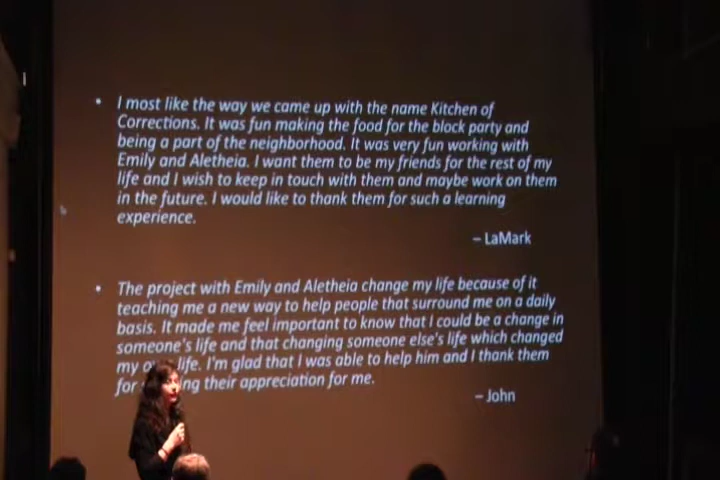 • I most like the way we came up with the name Kitchen of
Corrections. It was fun making the food for the block party and
being a part of the neighborhood. It was very fun working with
Emily and Aletheia. I want them to be my friends for the rest of my
life and I wish to keep in touch with them and maybe work on them
in the future. I would like to thank them for such a learning
experience.
– LaMark
• The project with Emily and Aletheia change my life because of it
teaching me a new way to help people that surround me on a daily
basis. It made me feel important to know that I could be a change in
someone's life and that changing someone else's life which changed
my life. I'm glad that I was able to help him and I thank them
for their appreciation for me.
– John